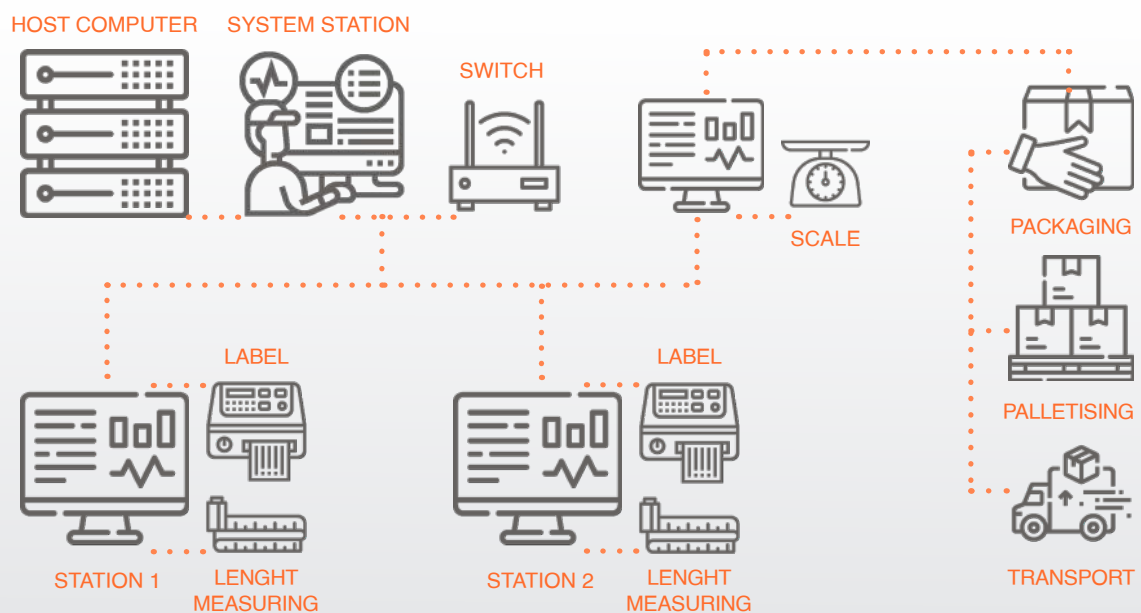 HOST COMPUTER
SYSTEM STATION
SWITCH
SCALE
PACKAGING
LABEL
LABEL
PALLETISING
STATION 1
LENGHT
MEASURING
STATION 2
LENGHT
MEASURING
TRANSPORT